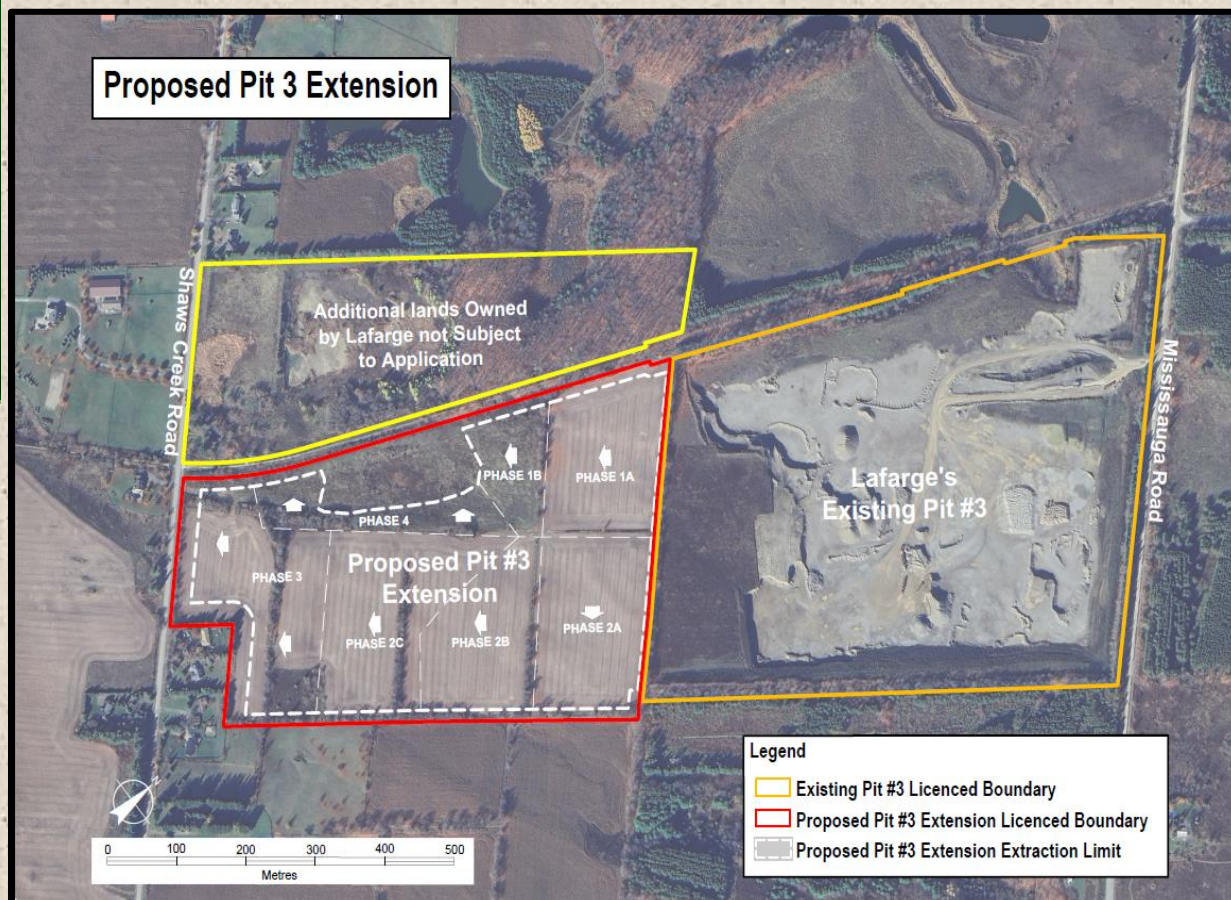 Proposed Pit 3 Extension
Shaws Creek Road
Additional lands Owned
by Lafarge not Subject
to Application
Mississauga Road
PHASE 1B
PHASE 1A
Lafarge's
Existing Pit #3
PHASE 4
Proposed Pit #3
Extension
PHASE 3
PHASE 2C
PHASE 2B
PHASE 2A
N
0 100 200 300 400 500
Metres
Legend
Existing Pit #3 Licenced Boundary
Proposed Pit #3 Extension Licenced Boundary
Proposed Pit #3 Extension Extraction Limit